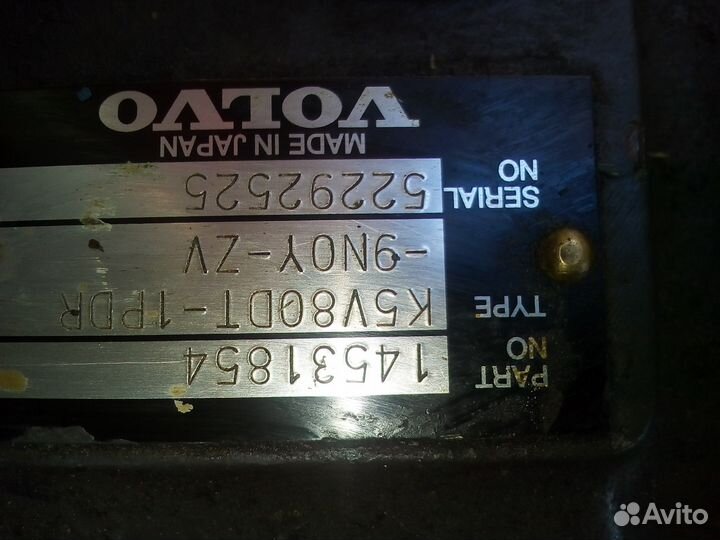 PART NO 14531854
TYPE K5V80DT-1PDR
-9N0Y-ZV
SERIAL NO 52292525
MADE IN JAPAN
VOLVO
Avito